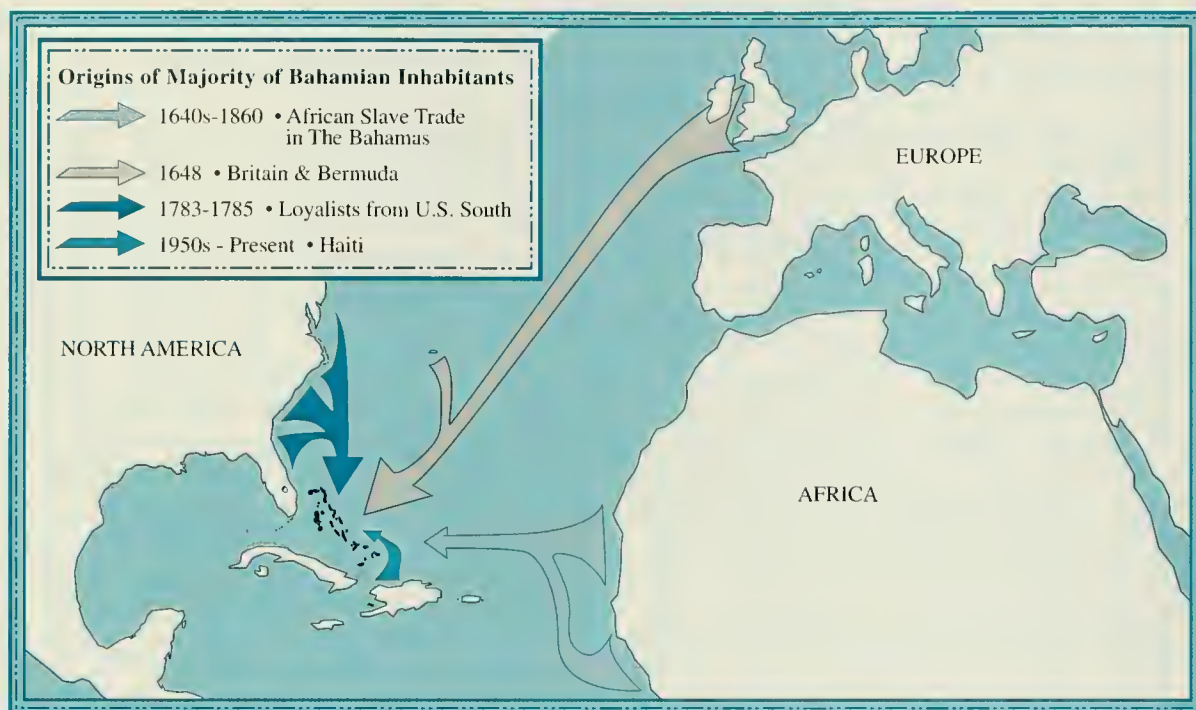 Origins of Majority of Bahamian Inhabitants
1640s-1860 • African Slave Trade
in The Bahamas
1648 • Britain & Bermuda
1783-1785 • Loyalists from U.S. South
1950s - Present • Haiti
EUROPE
NORTH AMERICA
AFRICA